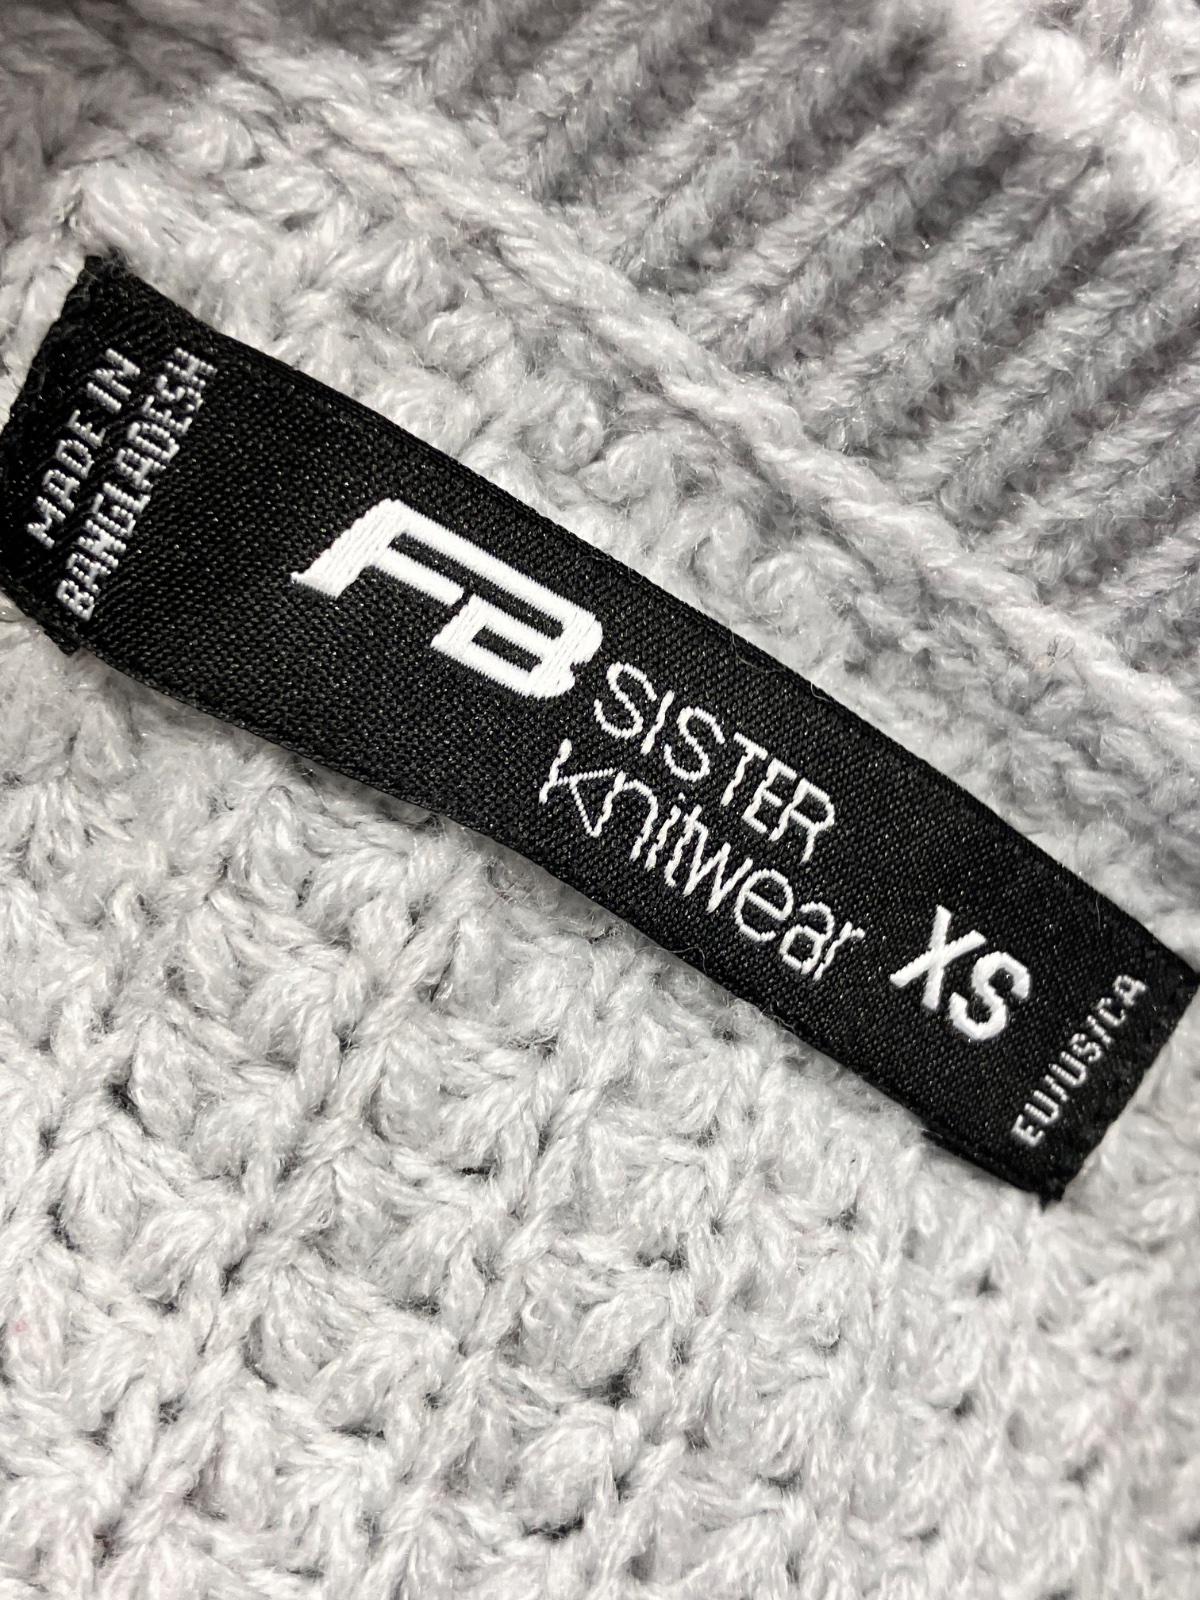 MADE IN
BANGLADESH
FB SISTER
Knitwear
XS
EU/US/CA